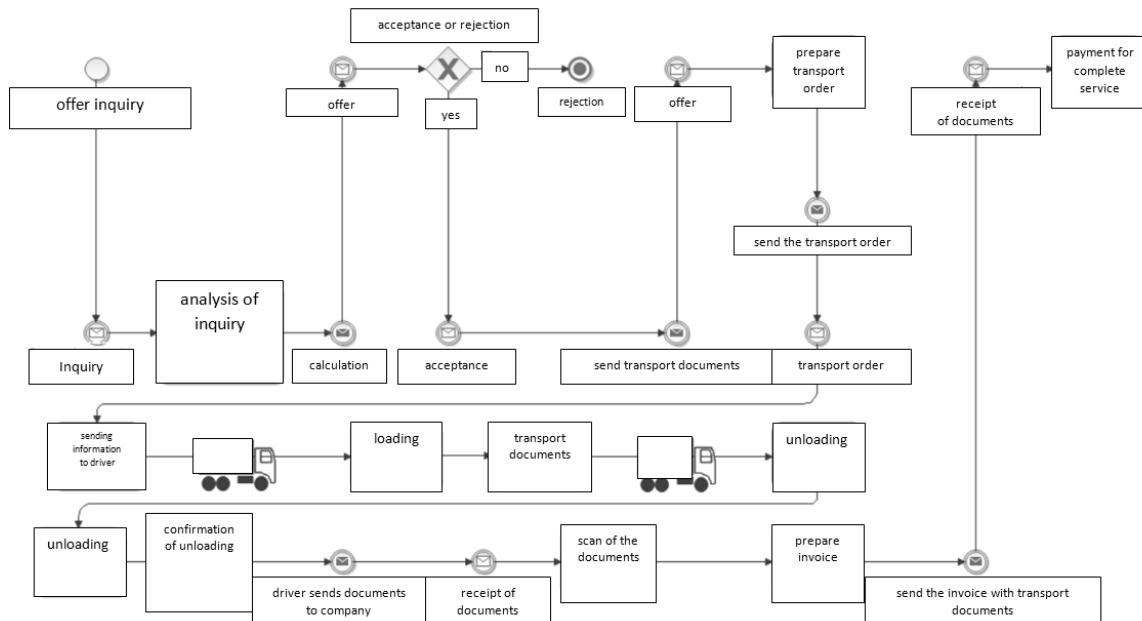 acceptance or rejection
offer inquiry
offer
no
yes
rejection
offer
prepare
transport
order
receipt
of documents
payment for
complete
service
send the transport order
Inquiry
analysis of
inquiry
calculation
acceptance
send transport documents
transport order
sending
information
to driver
loading
transport
documents
unloading
unloading
confirmation
of unloading
driver sends documents
to company
receipt of
documents
scan of the
documents
prepare
invoice
send the invoice with transport
documents